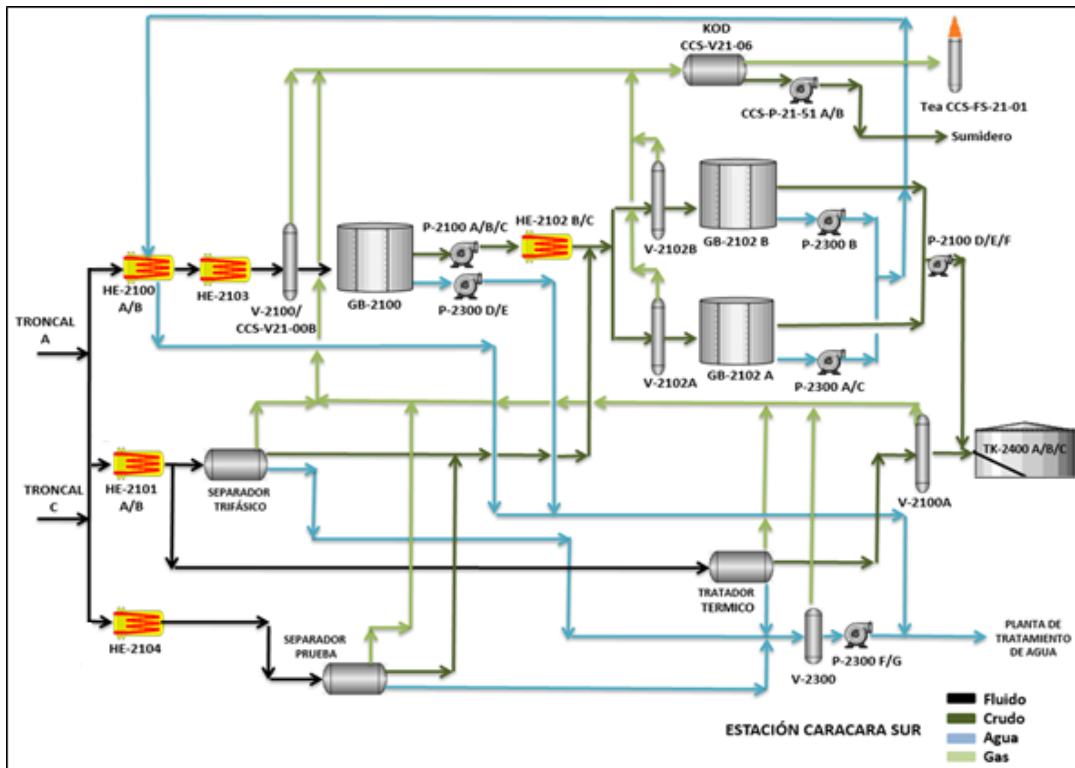 KOD
CCS-V21-06
CCS-P-21-51 A/B
Tea CCS-FS-21-01
Sumidero
P-2100 A/B/C
HE-2102 B/C
V-2102B
GB-2102 B
P-2300 B
P-2100 D/E/F
HE-2100
A/B
HE-2103
V-2100/
CCS-V21-00B
GB-2100
P-2300 D/E
TRONCAL
A
V-2102A
GB-2102 A
P-2300 A/C
HE-2101
A/B
SEPARADOR
TRIFÁSICO
TK-2400 A/B/C
V-2100A
TRONCAL
C
TRATADOR
TERMICO
HE-2104
SEPARADOR
PRUEBA
V-2300
P-2300 F/G
PLANTA DE
TRATAMIENTO
DE AGUA
ESTACIÓN CARACARA SUR
Fluido
Crudo
Agua
Gas